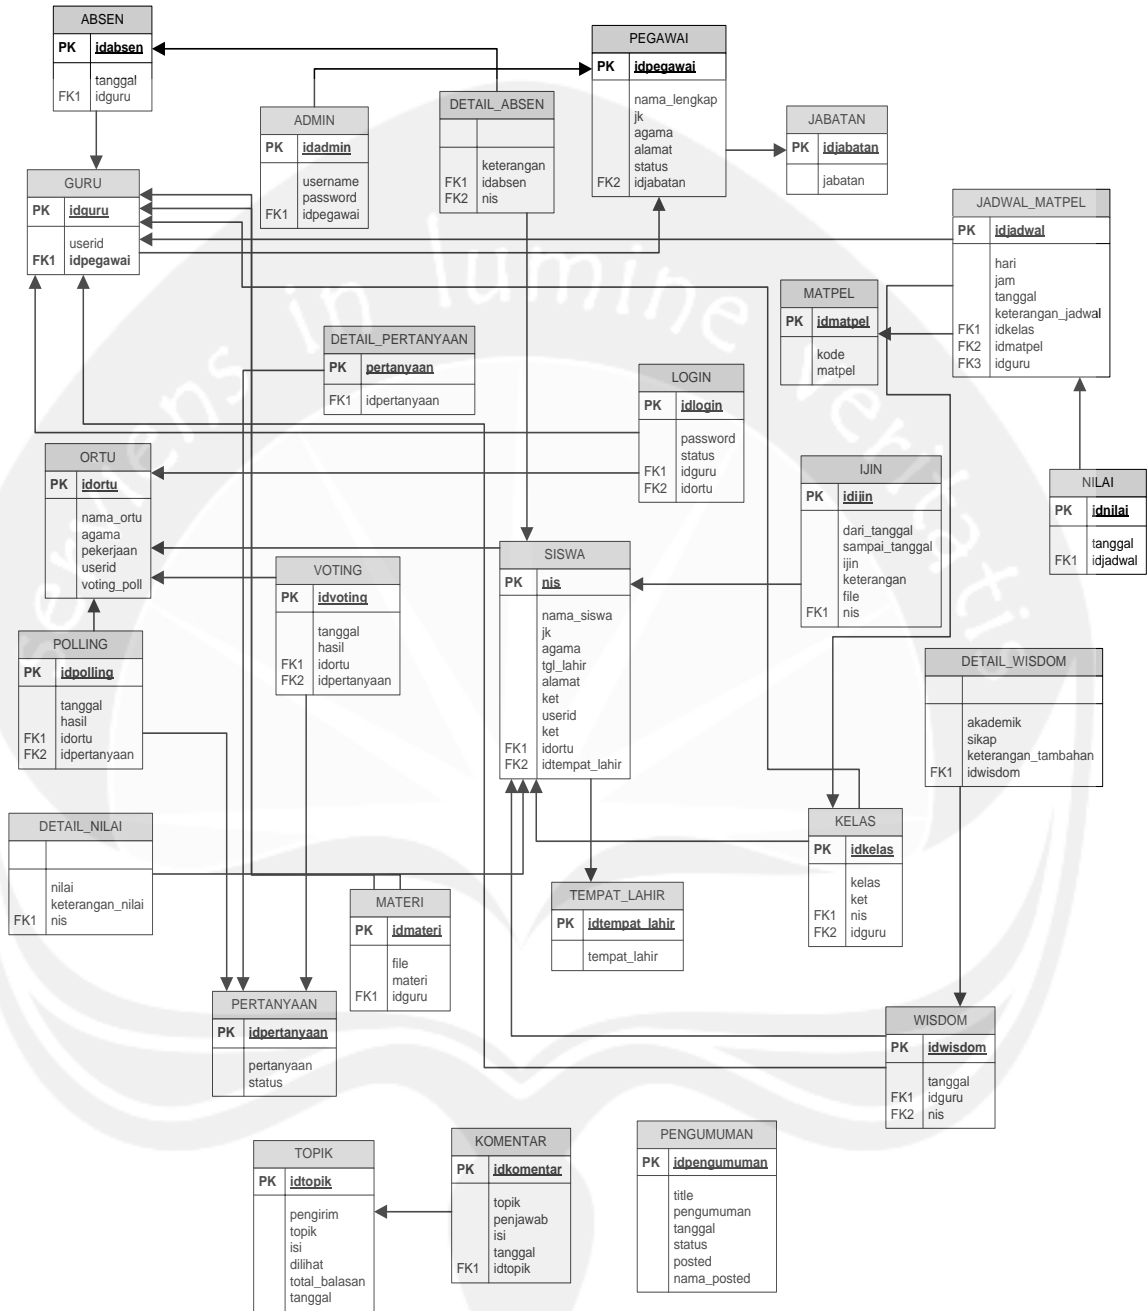 ABSEN
PK idabsen
tanggal
FK1 idguru
PEGAWAI
PK idpegawai
nama_lengkap
jk
agama
alamat
status
FK2 idjabatan
DETAIL_ABSEN
keterangan
FK1 idabsen
FK2 nis
ADMIN
PK idadmin
username
password
FK1 idpegawai
JABATAN
PK idjabatan
jabatan
GURU
PK idguru
userid
FK1 idpegawai
JADWAL_MATPEL
PK idjadwal
hari
jam
tanggal
keterangan_jadwal
FK1 idkelas
FK2 idmatpel
FK3 idguru
MATPEL
PK idmatpel
kode
matpel
DETAIL_PERTANYAAN
PK pertanyaan
FK1 idpertanyaan
LOGIN
PK idlogin
password
status
FK1 idguru
FK2 idortu
ORTU
PK idortu
nama_ortu
agama
pekerjaan
userid
voting_poll
IJIN
PK idijin
dari_tanggal
sampai_tanggal
ijin
keterangan
file
FK1 nis
NILAI
PK idnilai
tanggal
FK1 idjadwal
SISWA
PK nis
nama_siswa
jk
agama
tgl_lahir
alamat
ket
userid
ket
FK1 idortu
FK2 idtempat_lahir
VOTING
PK idvoting
tanggal
hasil
FK1 idortu
FK2 idpertanyaan
POLLING
PK idpolling
tanggal
hasil
FK1 idortu
FK2 idpertanyaan
DETAIL_WISDOM
akademik
sikap
keterangan_tambahan
FK1 idwisdom
DETAIL_NILAI
nilai
keterangan_nilai
FK1 nis
KELAS
PK idkelas
kelas
ket
FK1 nis
FK2 idguru
MATERI
PK idmateri
file
materi
FK1 idguru
TEMPAT_LAHIR
PK idtempat_lahir
tempat_lahir
PERTANYAAN
PK idpertanyaan
pertanyaan
status
WISDOM
PK idwisdom
tanggal
FK1 idguru
FK2 nis
TOPIK
PK idtopik
pengirim
topik
isi
dilihat
total_balasan
tanggal
KOMENTAR
PK idkomentar
topik
penjawab
isi
tanggal
FK1 idtopik
PENGUMUMAN
PK idpengumuman
title
pengumuman
tanggal
status
posted
nama_posted
serviens in lumine veritatis